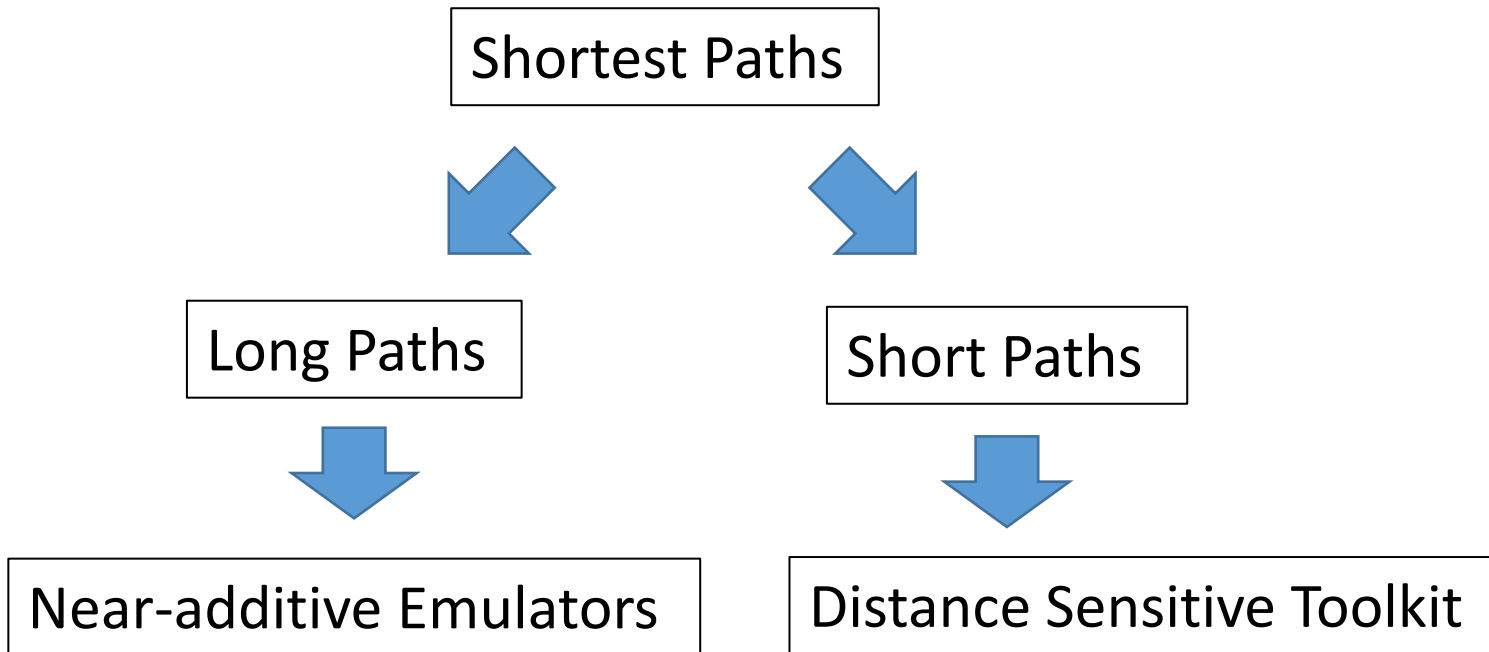 Shortest Paths
Long Paths
Short Paths
Near-additive Emulators
Distance Sensitive Toolkit